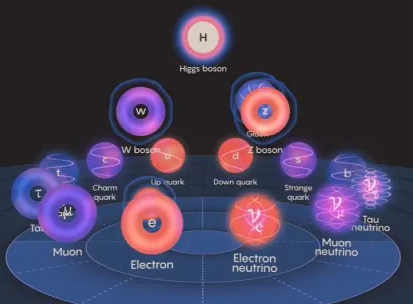 H
Higgs boson
W
Z
W boson
Z boson
t
c
d
s
b
Charm
quark
Up quark
Down quark
Strange
quark
τ
μ
e
ν
e
ν
Tau
neutrino
Muon
Electron
Electron
neutrino
Muon
neutrino